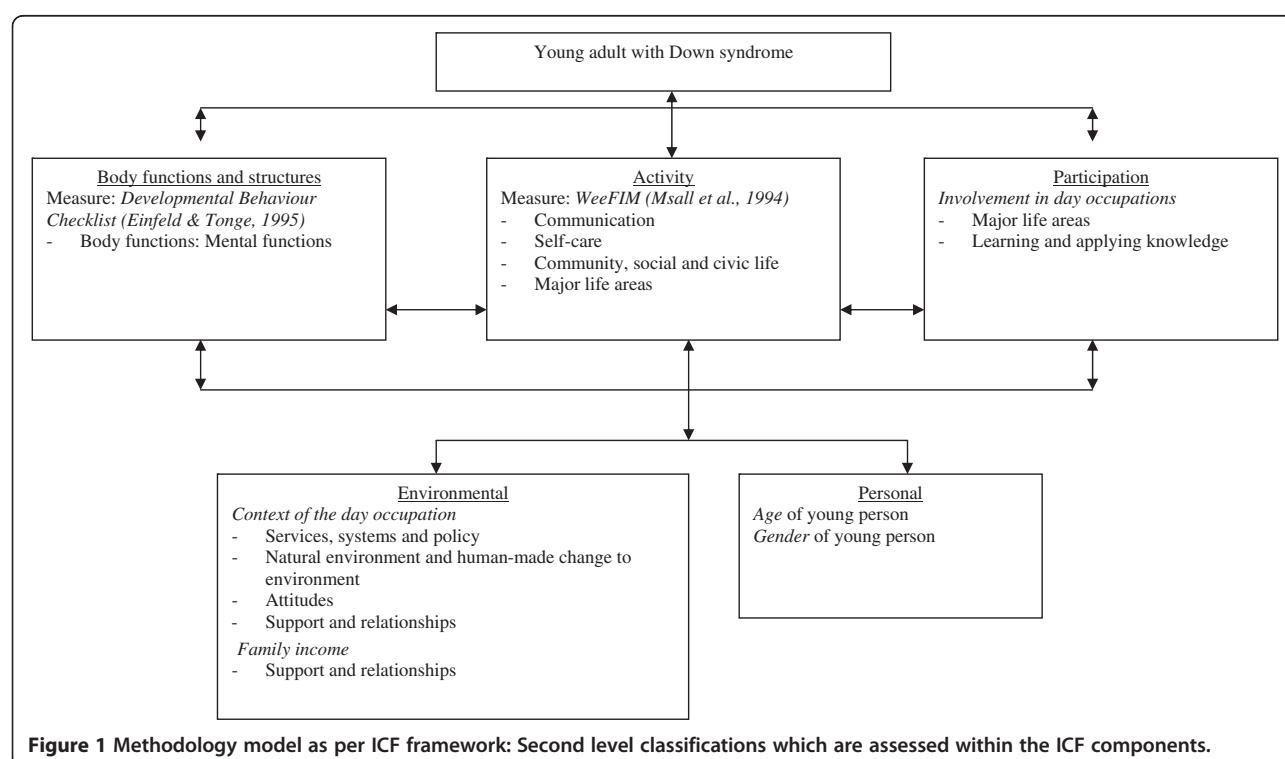 Young adult with Down syndrome
Body functions and structures
Measure: Developmental Behaviour
Checklist (Einfeld & Tonge, 1995)
- Body functions: Mental functions
Activity
Measure: WeeFIM (Msall et al., 1994)
- Communication
- Self-care
- Community, social and civic life
- Major life areas
Participation
Involvement in day occupations
- Major life areas
- Learning and applying knowledge
Environmental
Context of the day occupation
- Services, systems and policy
- Natural environment and human-made change to
environment
- Attitudes
- Support and relationships
Family income
- Support and relationships
Personal
Age of young person
Gender of young person
Figure 1 Methodology model as per ICF framework: Second level classifications which are assessed within the ICF components.